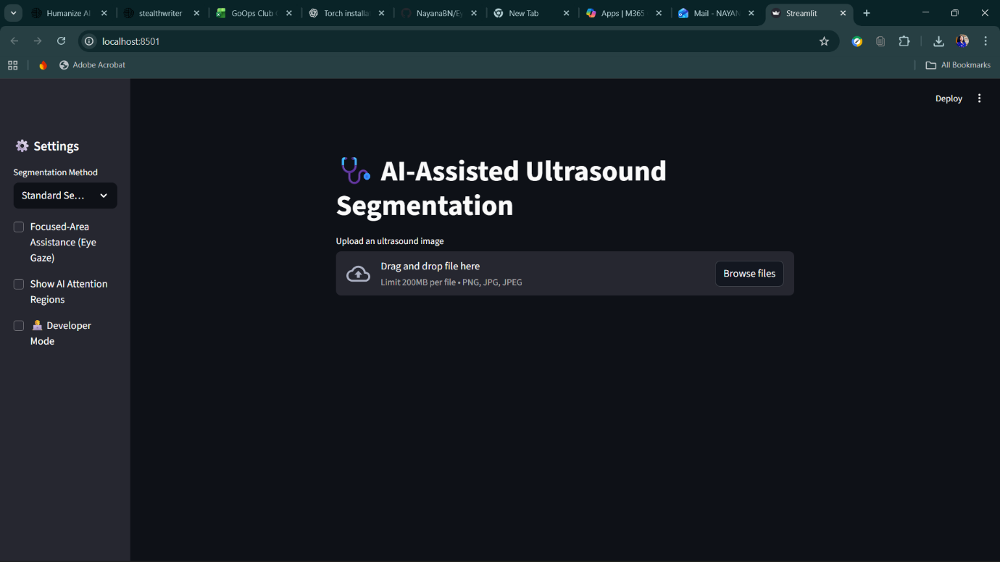 Humanize AI
stealthwriter
GoOps Club
Torch installa
NayanaBN/Ey
New Tab
Apps | M365
Mail - NAYAN
Streamlit
localhost:8501
Adobe Acrobat
All Bookmarks
Deploy
Settings
Segmentation Method
Standard Se...
Focused-Area
Assistance (Eye
Gaze)
Show AI Attention
Regions
Developer
Mode
AI-Assisted Ultrasound
Segmentation
Upload an ultrasound image
Drag and drop file here
Limit 200MB per file • PNG, JPG, JPEG
Browse files